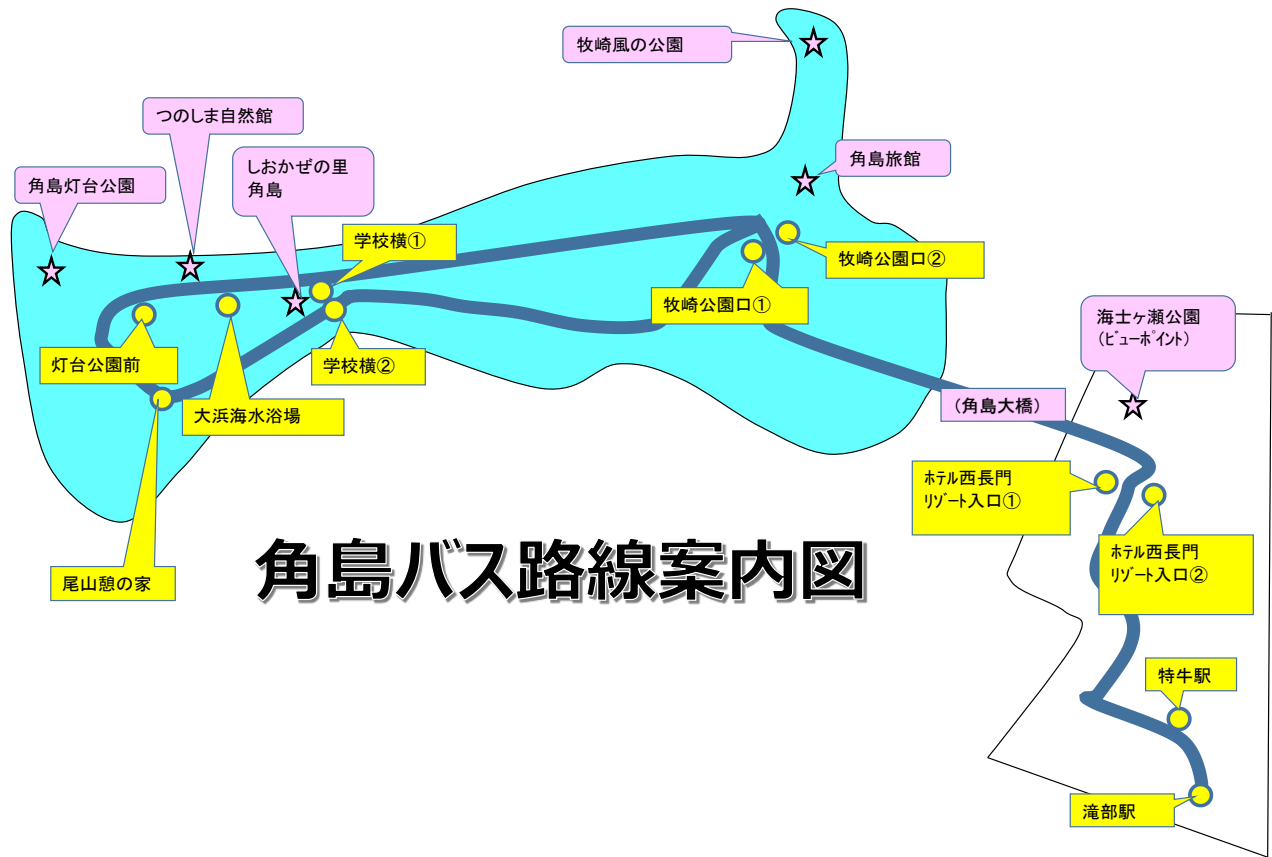 牧崎風の公園
つのしま自然館
角島灯台公園
しおかぜの里
角島
角島旅館
学校横①
牧崎公園口②
牧崎公園口①
海士ヶ瀬公園
（ﾋﾞｭｰﾎﾟｲﾝﾄ）
灯台公園前
学校横②
大浜海水浴場
（角島大橋）
ﾎﾃﾙ西長門
ﾘｿﾞｰﾄ入口①
ﾎﾃﾙ西長門
ﾘｿﾞｰﾄ入口②
尾山憩の家
角島バス路線案内図
特牛駅
滝部駅